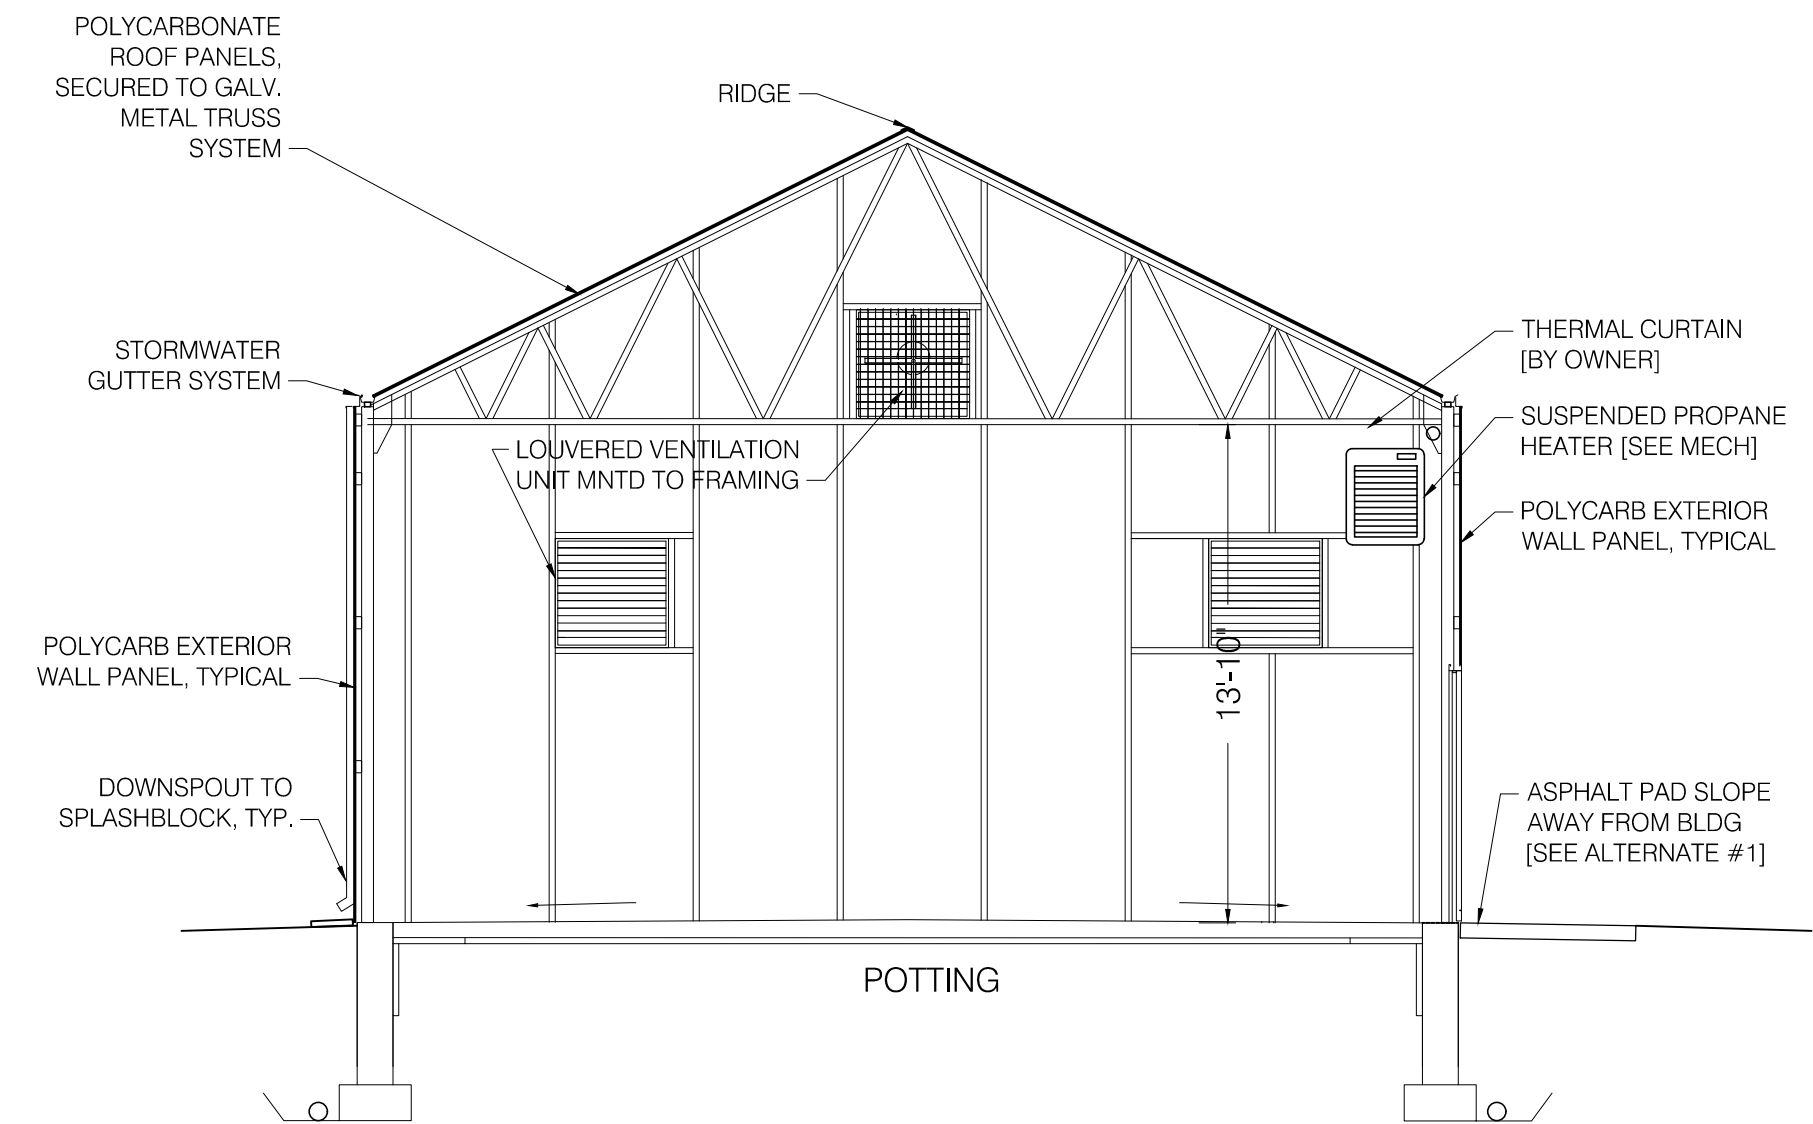 POLYCARBONATE
ROOF PANELS,
SECURED TO GALV.
METAL TRUSS
SYSTEM
RIDGE
STORMWATER
GUTTER SYSTEM
THERMAL CURTAIN
[BY OWNER]
SUSPENDED PROPANE
HEATER [SEE MECH]
LOUVERED VENTILATION
UNIT MNTD TO FRAMING
POLYCARB EXTERIOR
WALL PANEL, TYPICAL
POLYCARB EXTERIOR
WALL PANEL, TYPICAL
13'-10"
DOWNSPOUT TO
SPLASHBLOCK, TYP.
ASPHALT PAD SLOPE
AWAY FROM BLDG
[SEE ALTERNATE #1]
POTTING